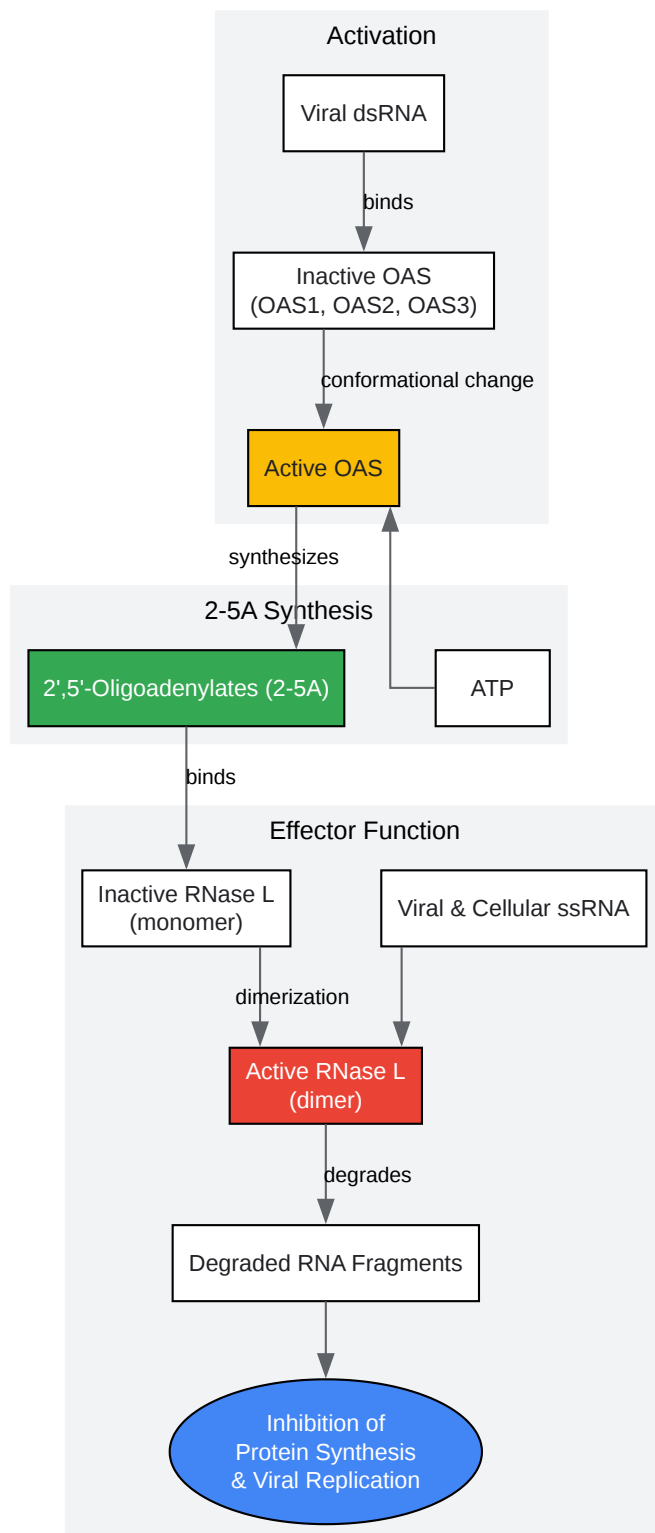 Activation
Viral dsRNA
binds
Inactive OAS
(OAS1, OAS2, OAS3)
conformational change
Active OAS
synthesizes
2-5A Synthesis
2',5'-Oligoadenylates (2-5A)
ATP
binds
Effector Function
Inactive RNase L
(monomer)
Viral & Cellular ssRNA
dimerization
Active RNase L
(dimer)
degrades
Degraded RNA Fragments
Inhibition of
Protein Synthesis
& Viral Replication